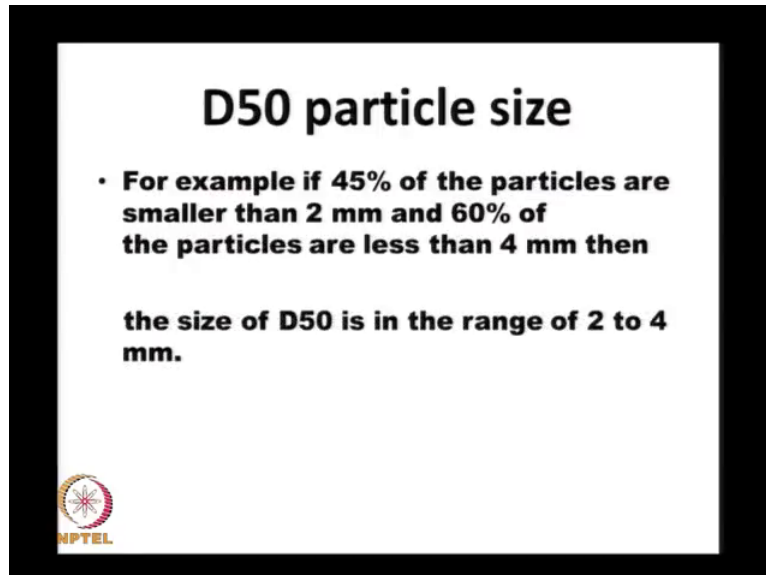 D50 particle size
• For example if 45% of the particles are
smaller than 2 mm and 60% of
the particles are less than 4 mm then
the size of D50 is in the range of 2 to 4
mm.
NPTEL